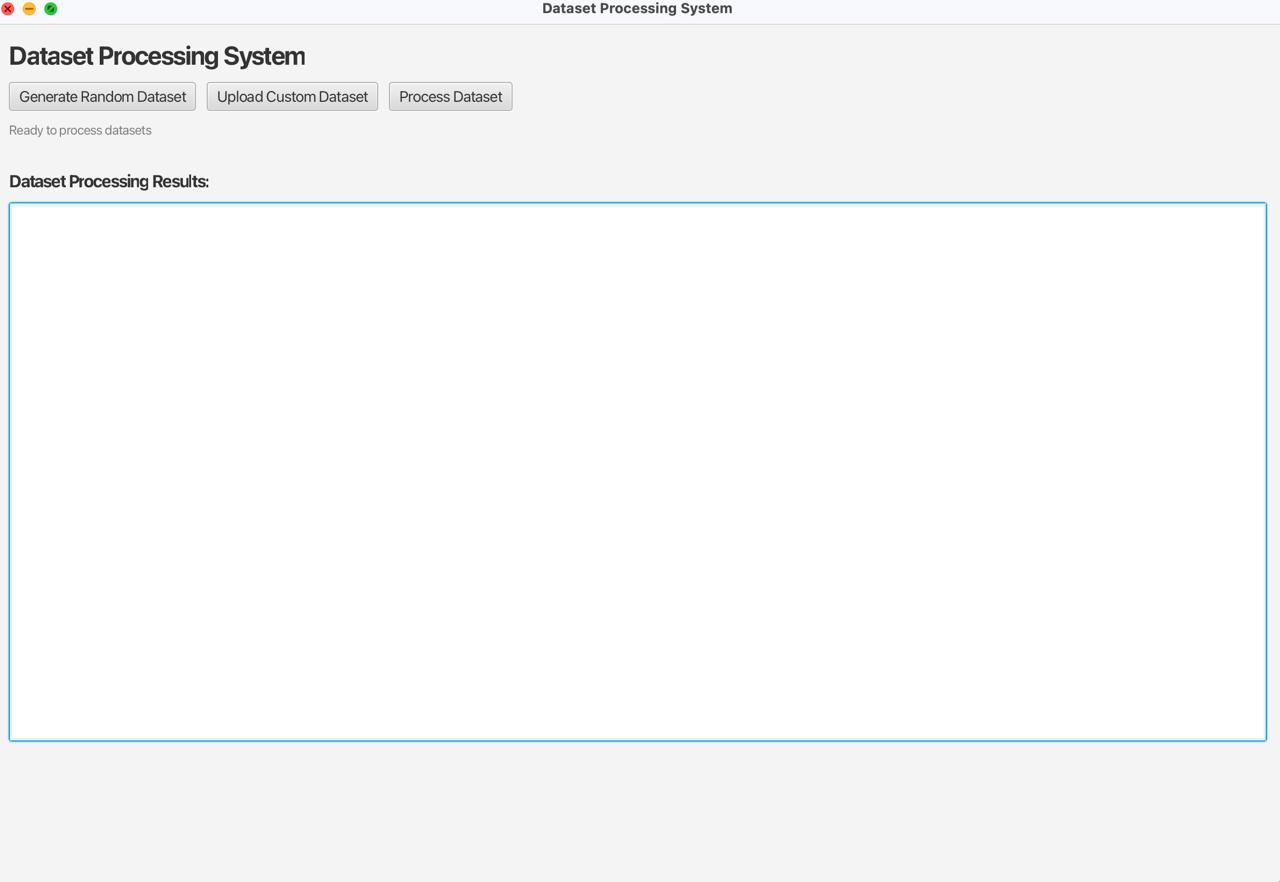 Dataset Processing System
Dataset Processing System
Generate Random Dataset Upload Custom Dataset Process Dataset
Ready to process datasets
Dataset Processing Results: